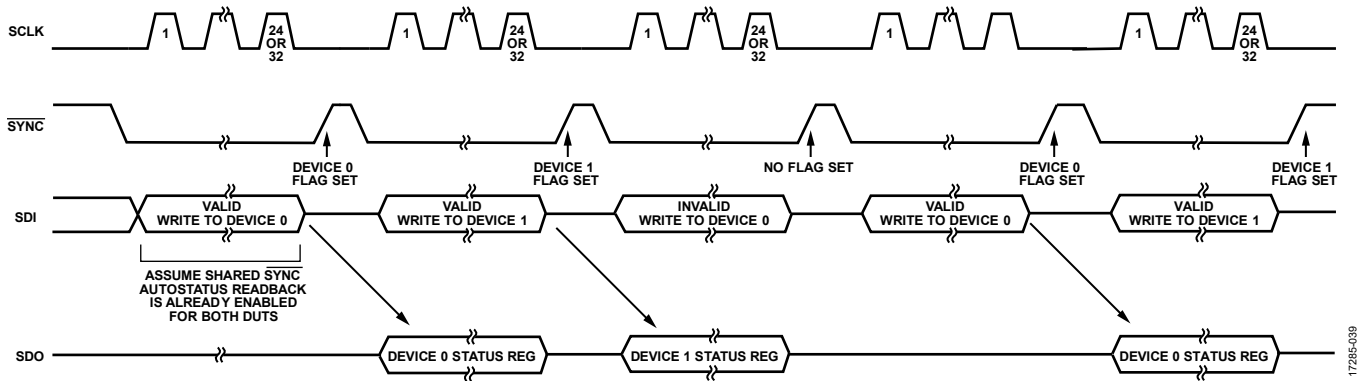 SCLK
1
24
OR
32
1
24
OR
32
1
24
OR
32
1
1
24
OR
32
SYNC
DEVICE 0
FLAG SET
DEVICE 1
FLAG SET
NO FLAG SET
DEVICE 0
FLAG SET
DEVICE 1
FLAG SET
SDI
VALID
WRITE TO DEVICE 0
VALID
WRITE TO DEVICE 1
INVALID
WRITE TO DEVICE 0
VALID
WRITE TO DEVICE 0
VALID
WRITE TO DEVICE 1
ASSUME SHARED SYNC
AUTOSTATUS READBACK
IS ALREADY ENABLED
FOR BOTH DUTS
SDO
DEVICE 0 STATUS REG
DEVICE 1 STATUS REG
DEVICE 0 STATUS REG
17285-039